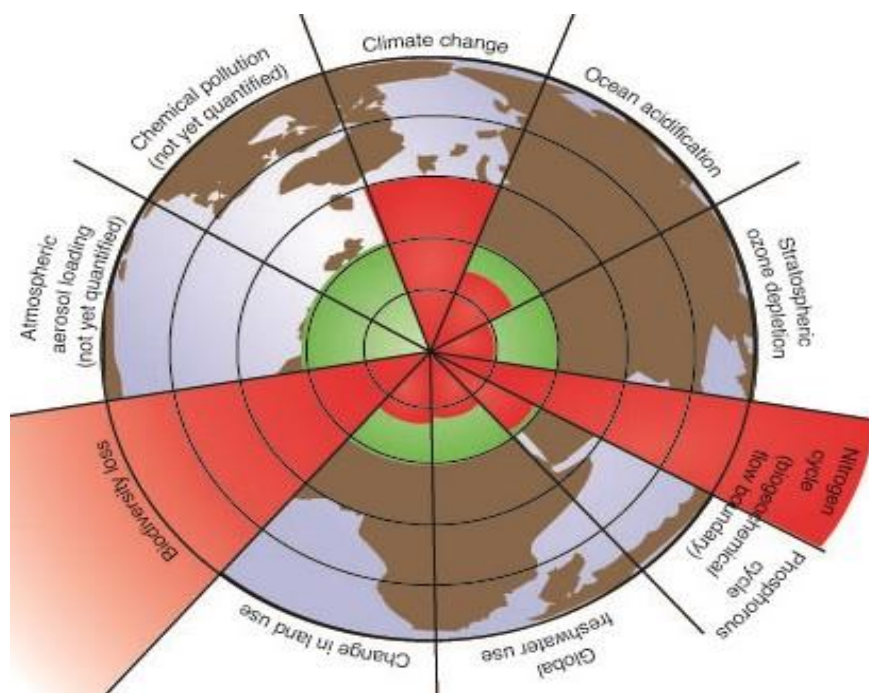 Climate change
Ocean acidification
Stratospheric
ozone depletion
Nitrogen
cycle
(biogeochemical
flow boundary)
Phosphorous
cycle
Global
freshwater use
Change in land use
Biodiversity loss
Atmospheric
aerosol loading
(not yet quantified)
Chemical pollution
(not yet quantified)